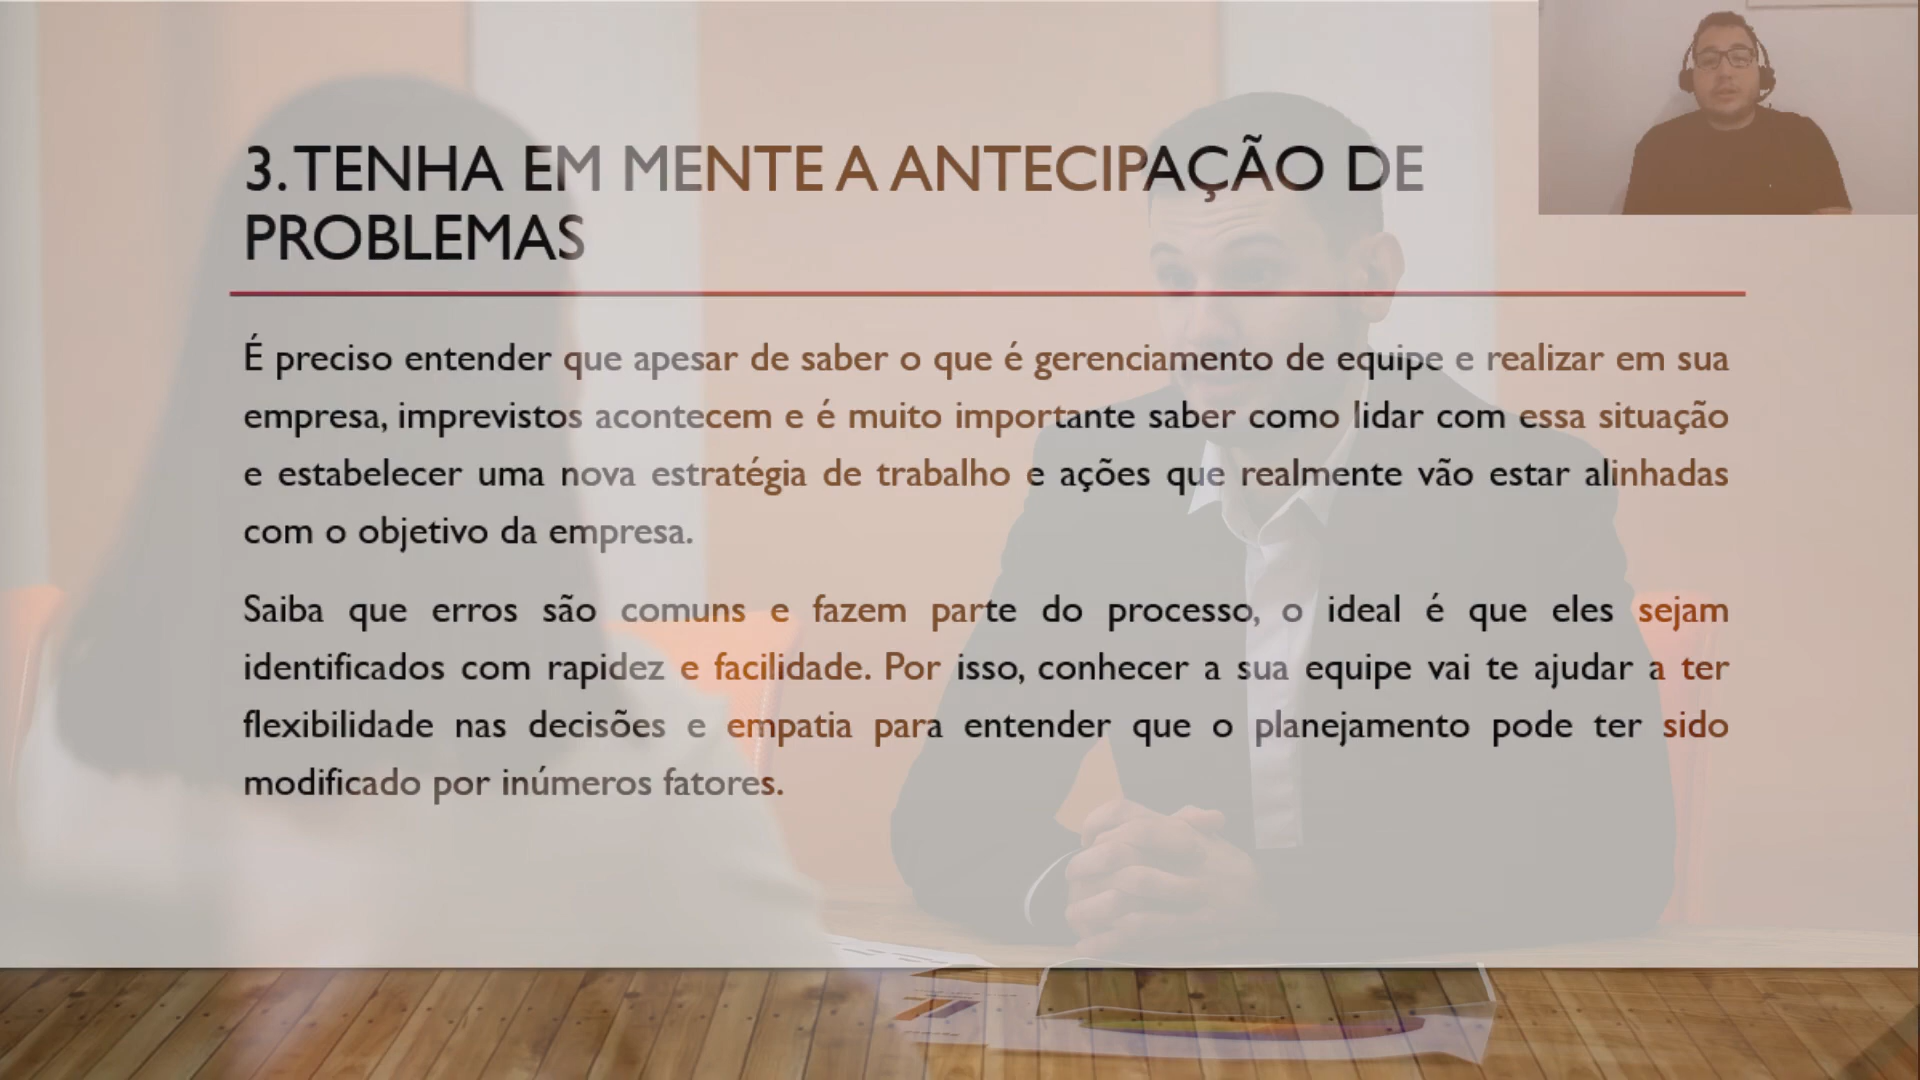 3. TENHA EM MENTE A ANTECIPAÇÃO DE
PROBLEMAS
É preciso entender que apesar de saber o que é gerenciamento de equipe e realizar em sua
empresa, imprevistos acontecem e é muito importante saber como lidar com essa situação
e estabelecer uma nova estratégia de trabalho e ações que realmente vão estar alinhadas
com o objetivo da empresa.
Saiba que erros são comuns e fazem parte do processo, o ideal é que eles sejam
identificados com rapidez e facilidade. Por isso, conhecer a sua equipe vai te ajudar a ter
flexibilidade nas decisões e empatia para entender que o planejamento pode ter sido
modificado por inúmeros fatores.